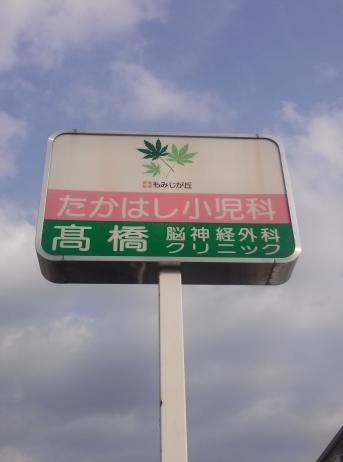 もみじが丘
たかはし小児科
髙橋 脳神経外科
クリニック